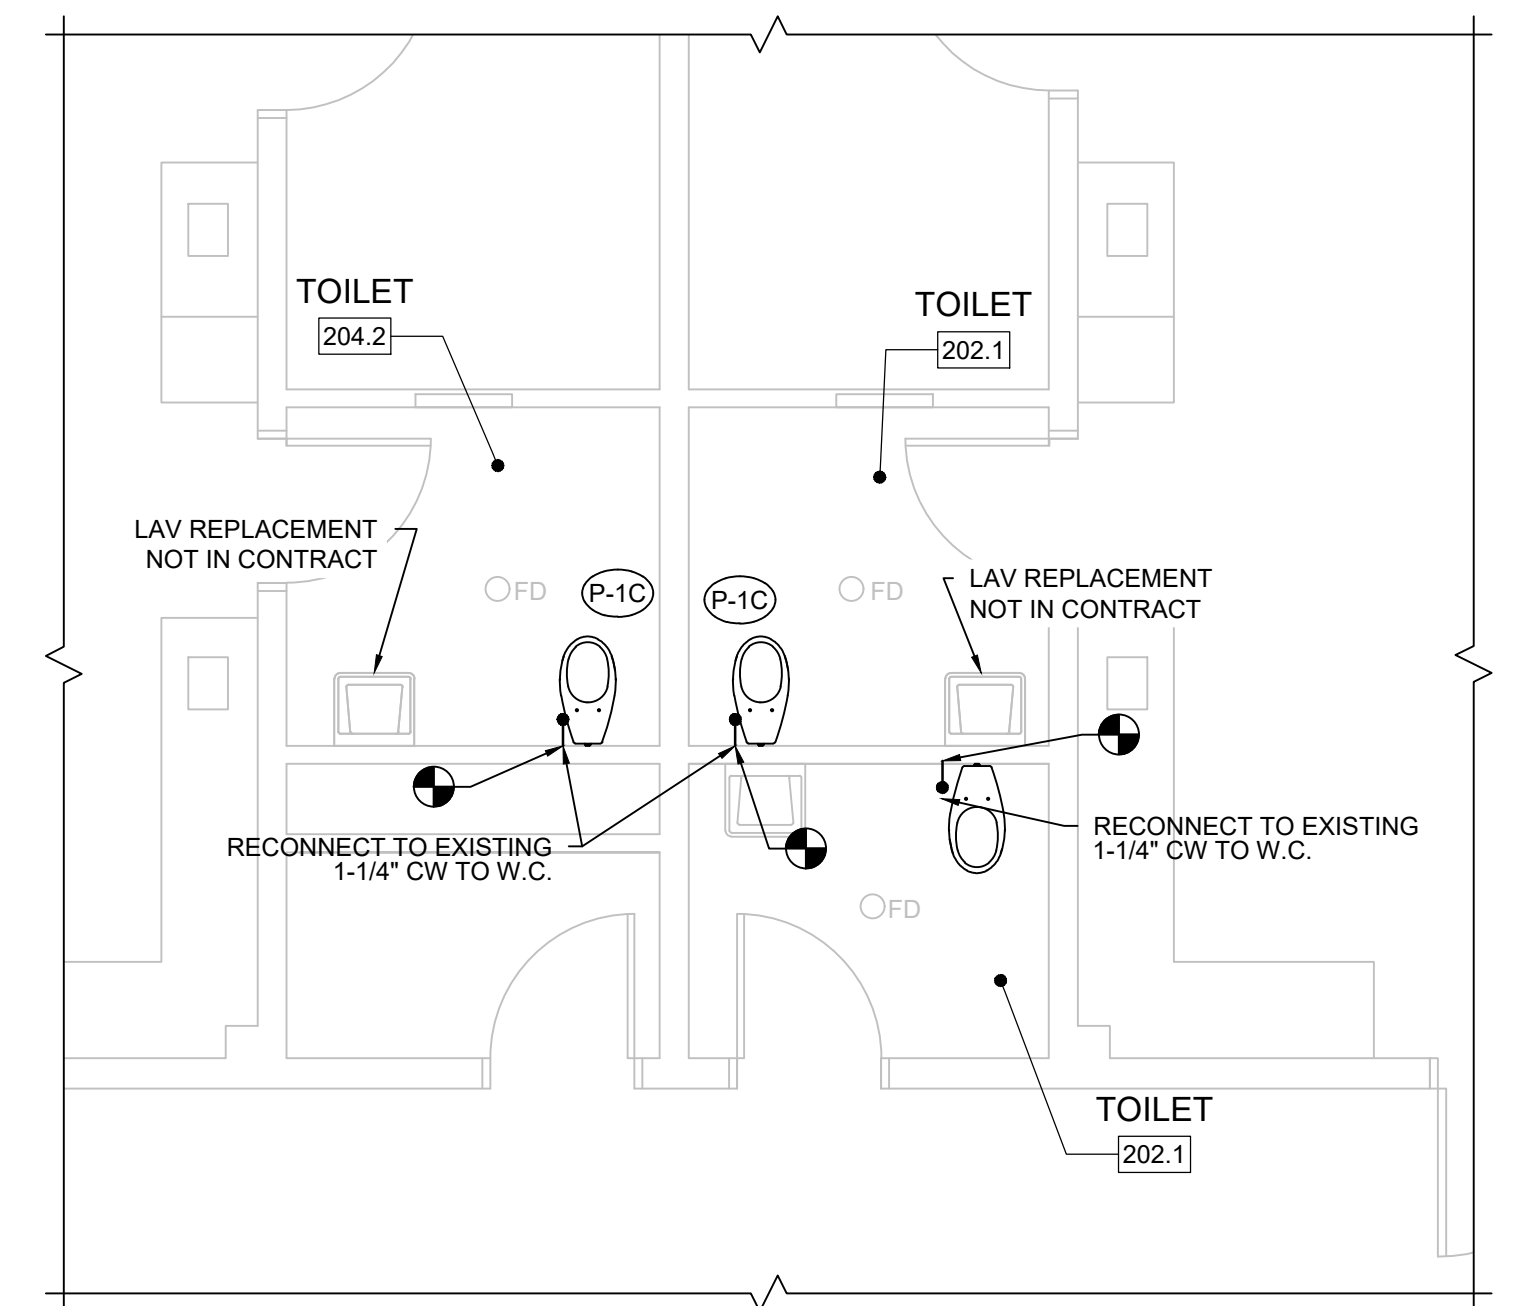 TOILET
204.2
TOILET
202.1
LAV REPLACEMENT
NOT IN CONTRACT
FD
P-1C
P-1C
FD
LAV REPLACEMENT
NOT IN CONTRACT
RECONNECT TO EXISTING
1-1/4" CW TO W.C.
RECONNECT TO EXISTING
1-1/4" CW TO W.C.
FD
TOILET
202.1